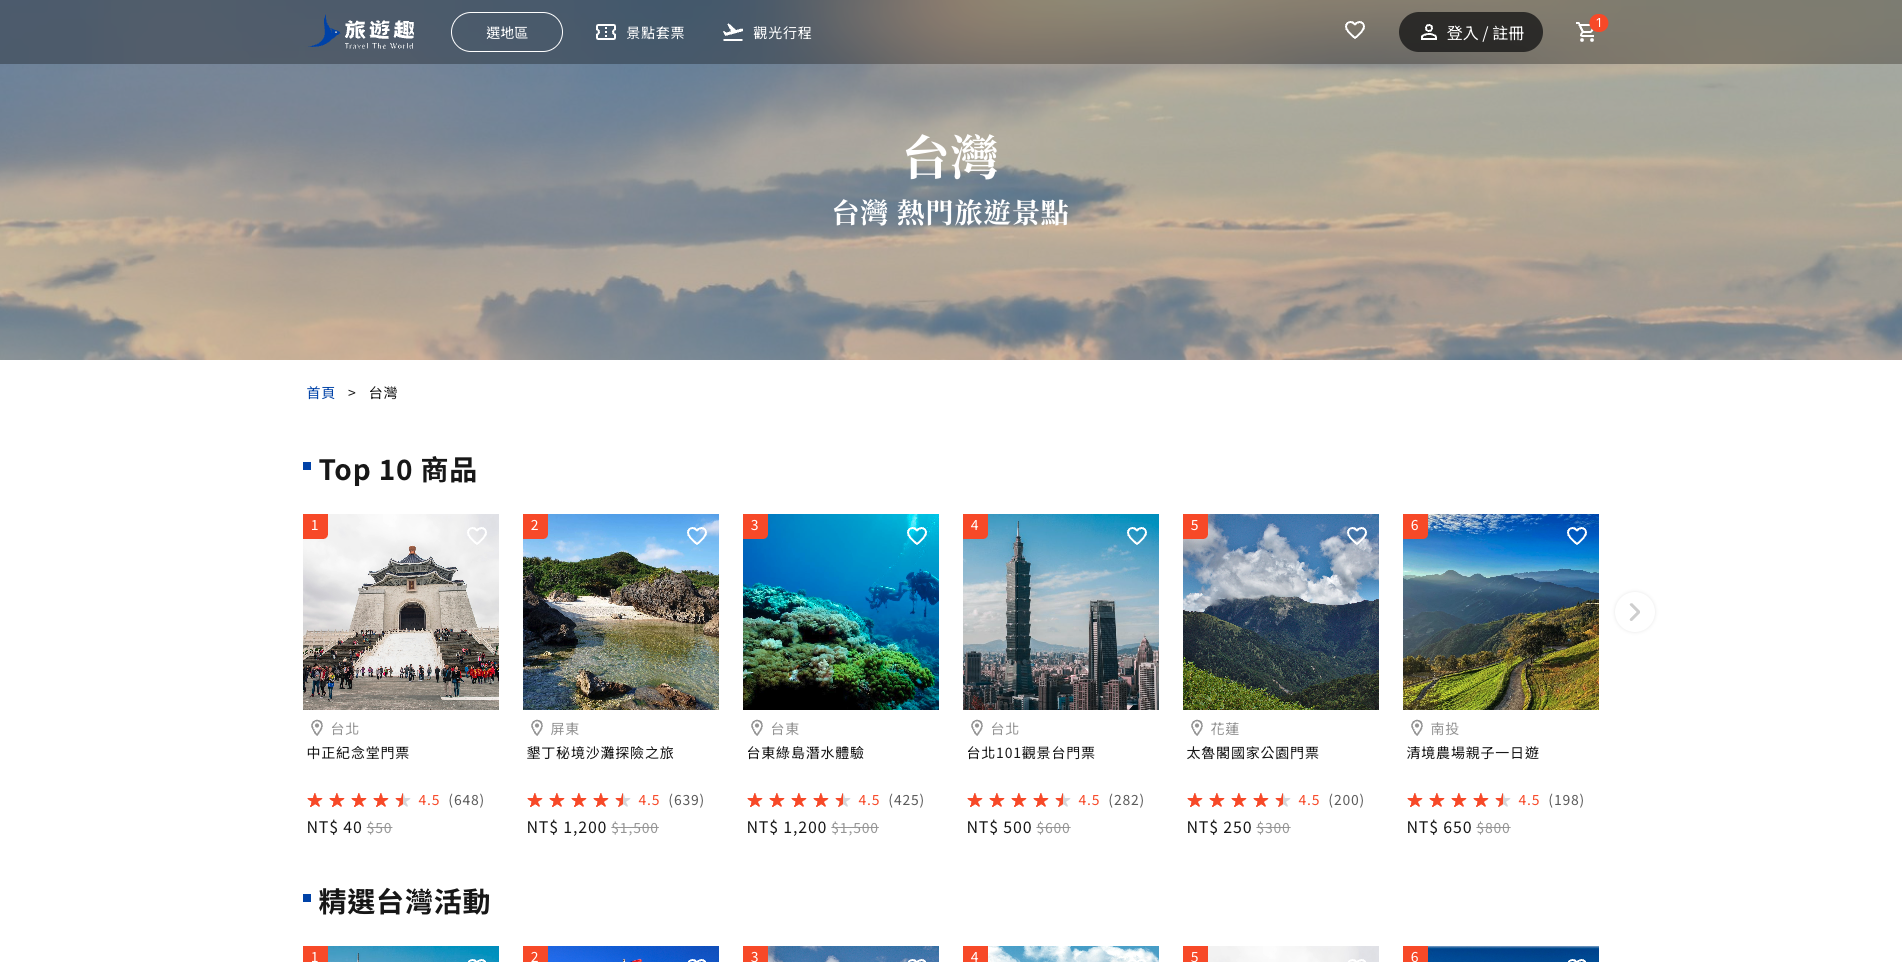 旅遊趣
Travel The World
選地區
景點套票
觀光行程
登入 / 註冊
1
台灣
台灣 熱門旅遊景點
首頁 > 台灣
Top 10 商品
1
2
3
4
5
6
台北
中正紀念堂門票
4.5 (648)
NT$ 40 $50
屏東
墾丁秘境沙灘探險之旅
4.5 (639)
NT$ 1,200 $1,500
台東
台東綠島潛水體驗
4.5 (425)
NT$ 1,200 $1,500
台北
台北101觀景台門票
4.5 (282)
NT$ 500 $600
花蓮
太魯閣國家公園門票
4.5 (200)
NT$ 250 $300
南投
清境農場親子一日遊
4.5 (198)
NT$ 650 $800
精選台灣活動
1
2
3
4
5
6